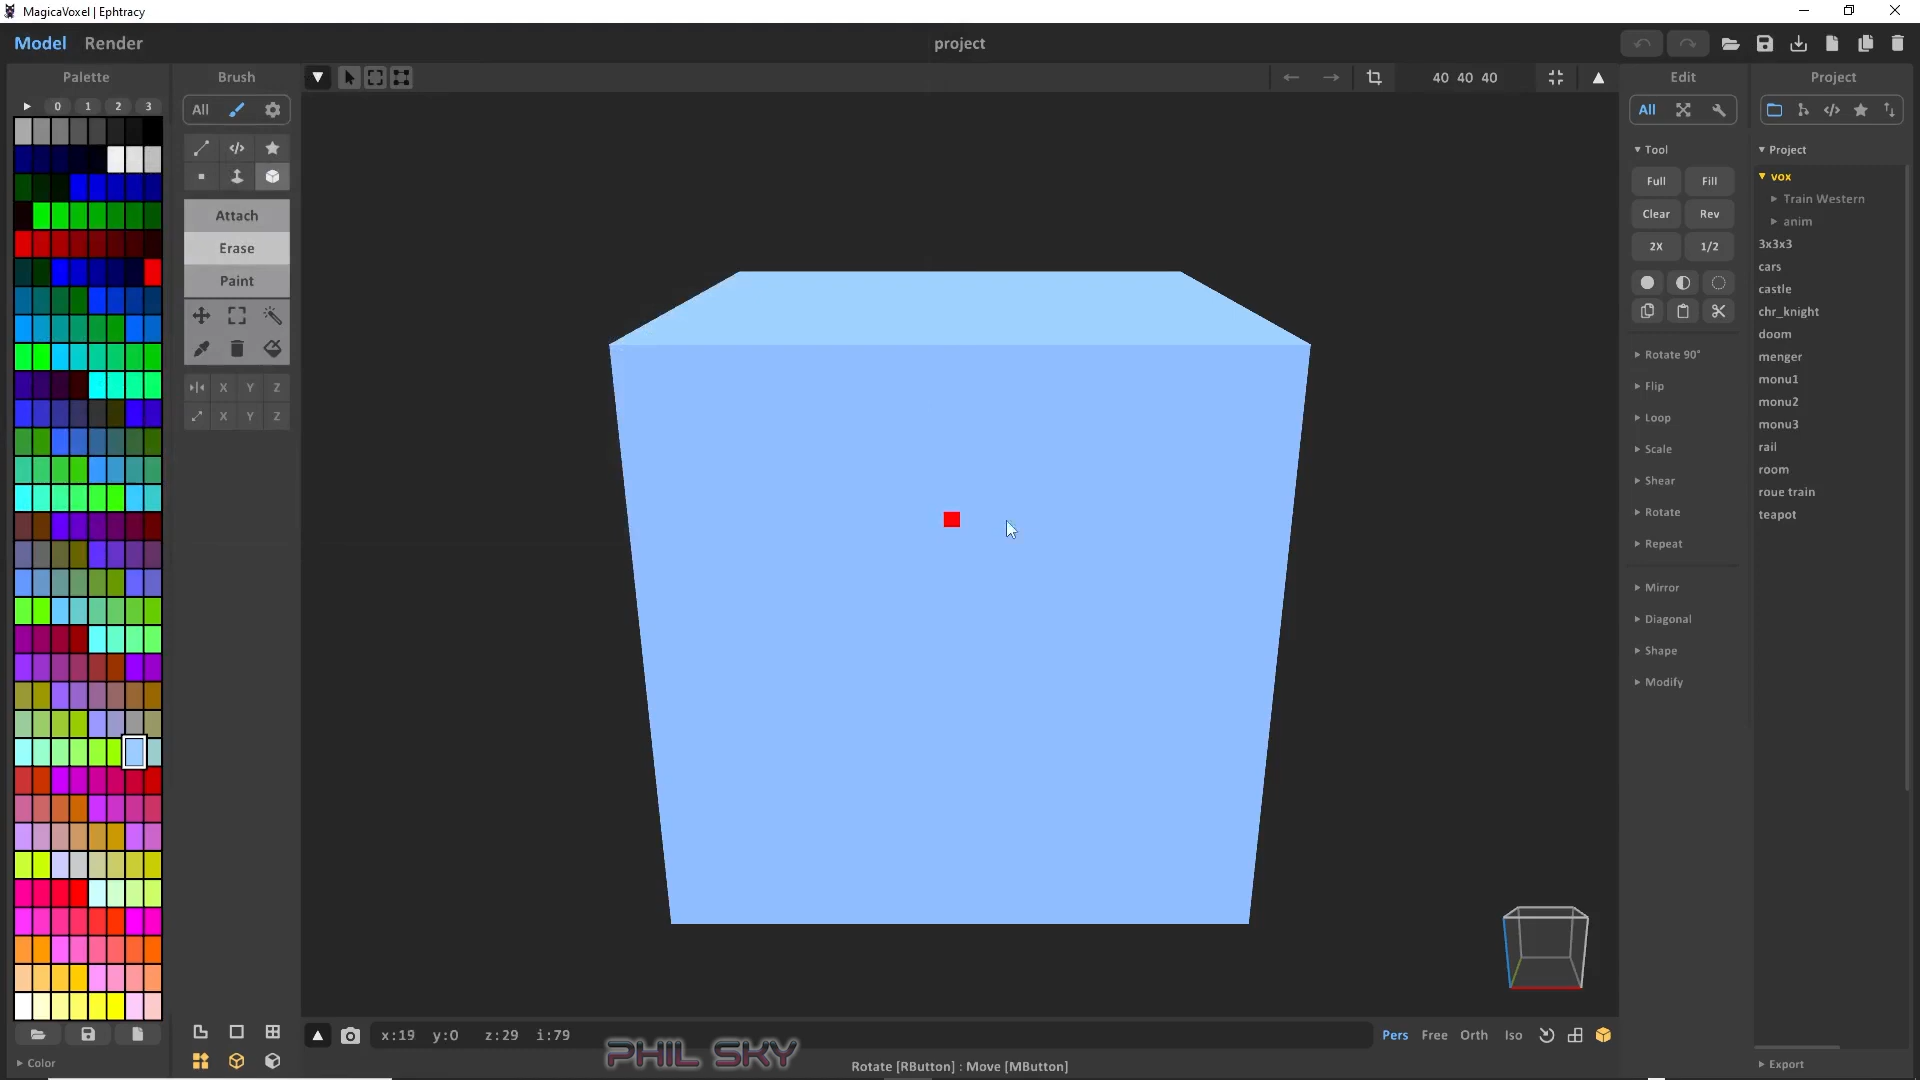 MagicaVoxel | Ephtracy
Model Render
project
Palette
Brush
40 40 40
Edit
Project
0 1 2 3
All
All
Tool
Project
Full Fill
Clear Rev
2X 1/2
Attach
Erase
Paint
X Y Z
X Y Z
Rotate 90°
Flip
Loop
Scale
Shear
Rotate
Repeat
Mirror
Diagonal
Shape
Modify
vox
Train Western
anim
3x3x3
cars
castle
chr_knight
doom
menger
monu1
monu2
monu3
rail
room
roue train
teapot
x:19 y:0 z:29 i:79
Pers Free Orth Iso
PHIL SKY
Color
Rotate [RButton] : Move [MButton]
Export